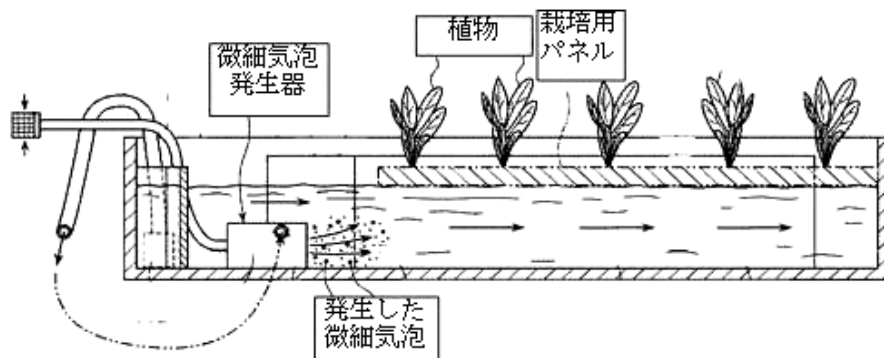 植物
栽培用
パネル
微細気泡
発生器
発生した
微細気泡